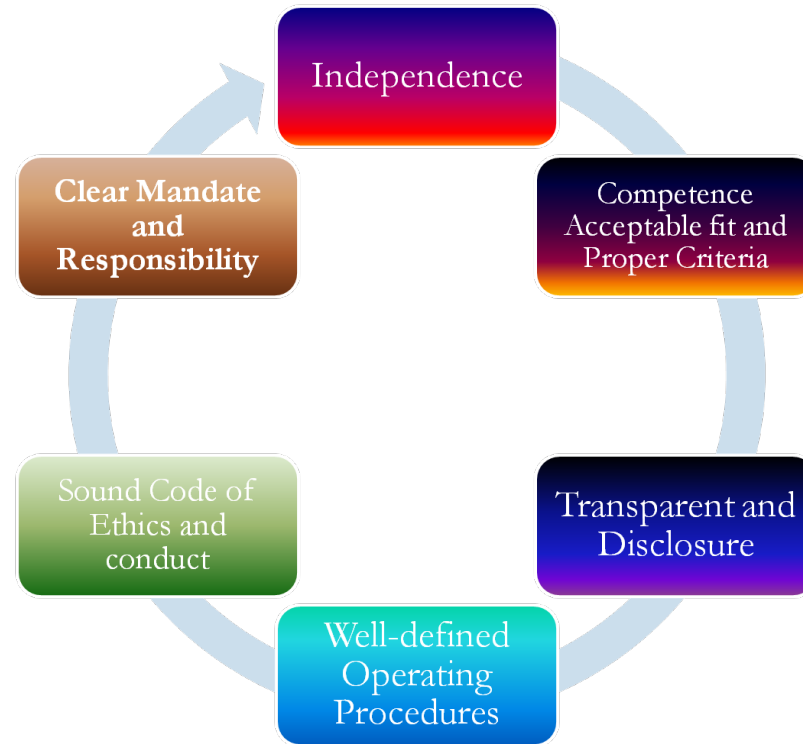 Independence
Competence
Acceptable fit and
Proper Criteria
Transparent and
Disclosure
Well-defined
Operating
Procedures
Sound Code of
Ethics and
conduct
Clear Mandate
and
Responsibility